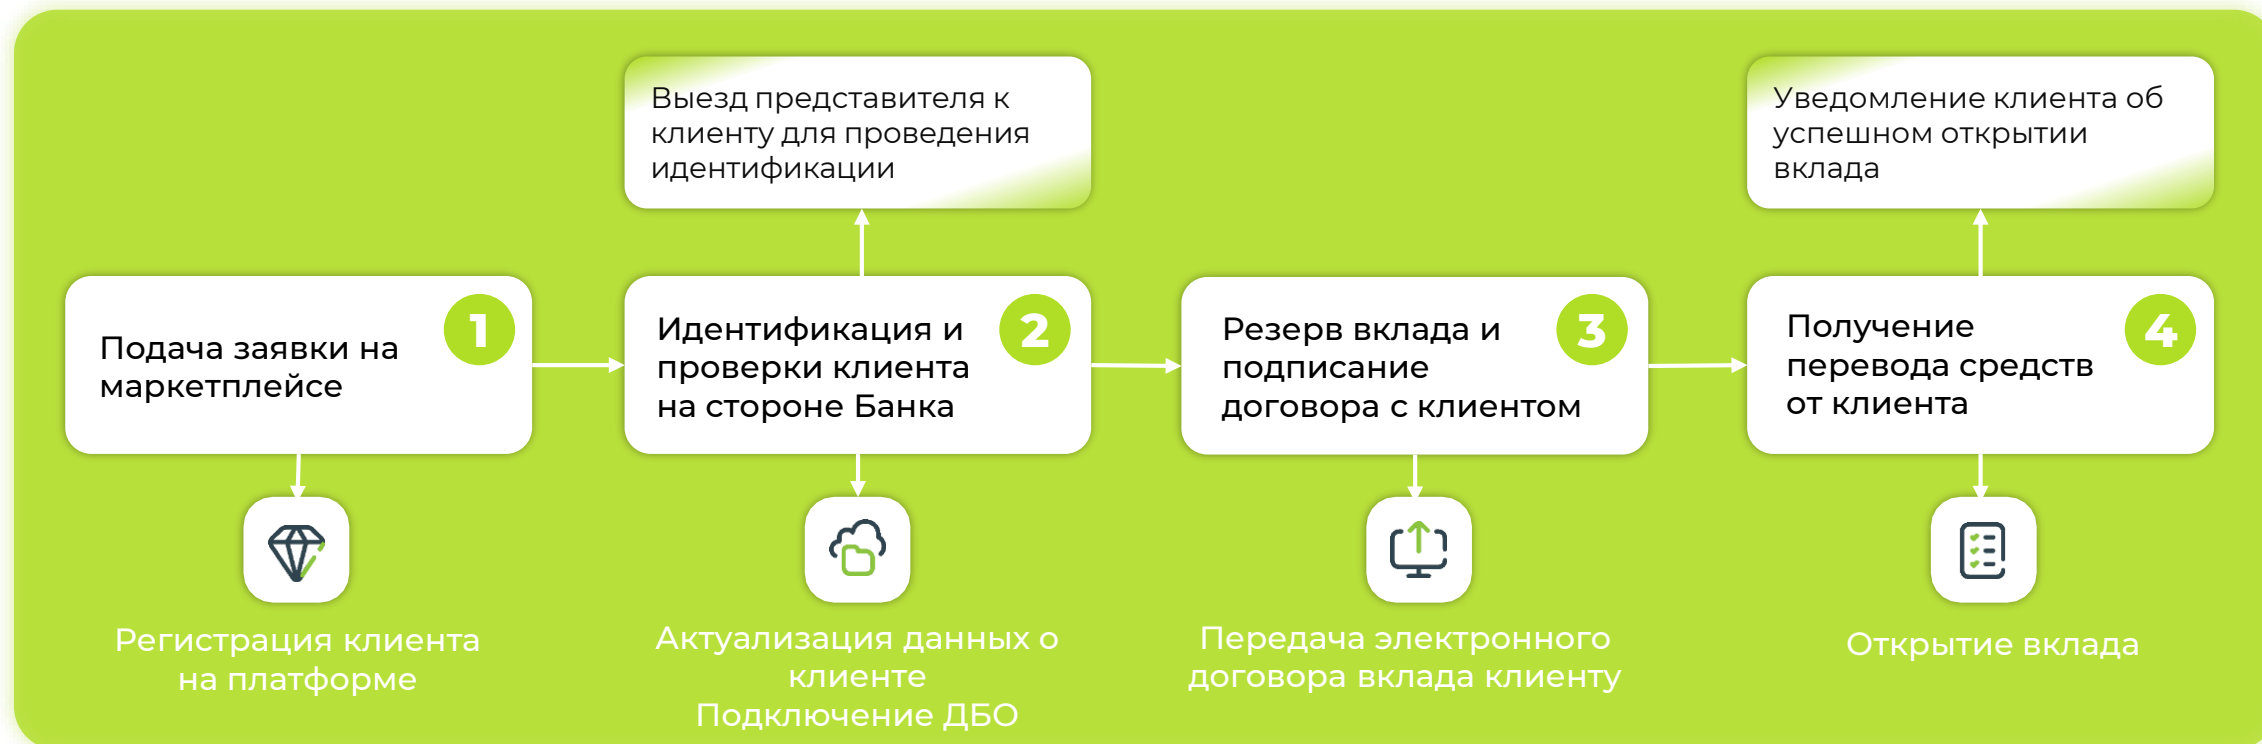 Выезд представителя к
клиенту для проведения
идентификации
Уведомление клиента об
успешном открытии
вклада
Подача заявки на
маркетплейсе
1
Идентификация и
проверки клиента
на стороне Банка
2
Резерв вклада и
подписание
договора с клиентом
3
Получение
перевода средств
от клиента
4
Регистрация клиента
на платформе
Актуализация данных о
клиенте
Подключение ДБО
Передача электронного
договора вклада клиенту
Открытие вклада